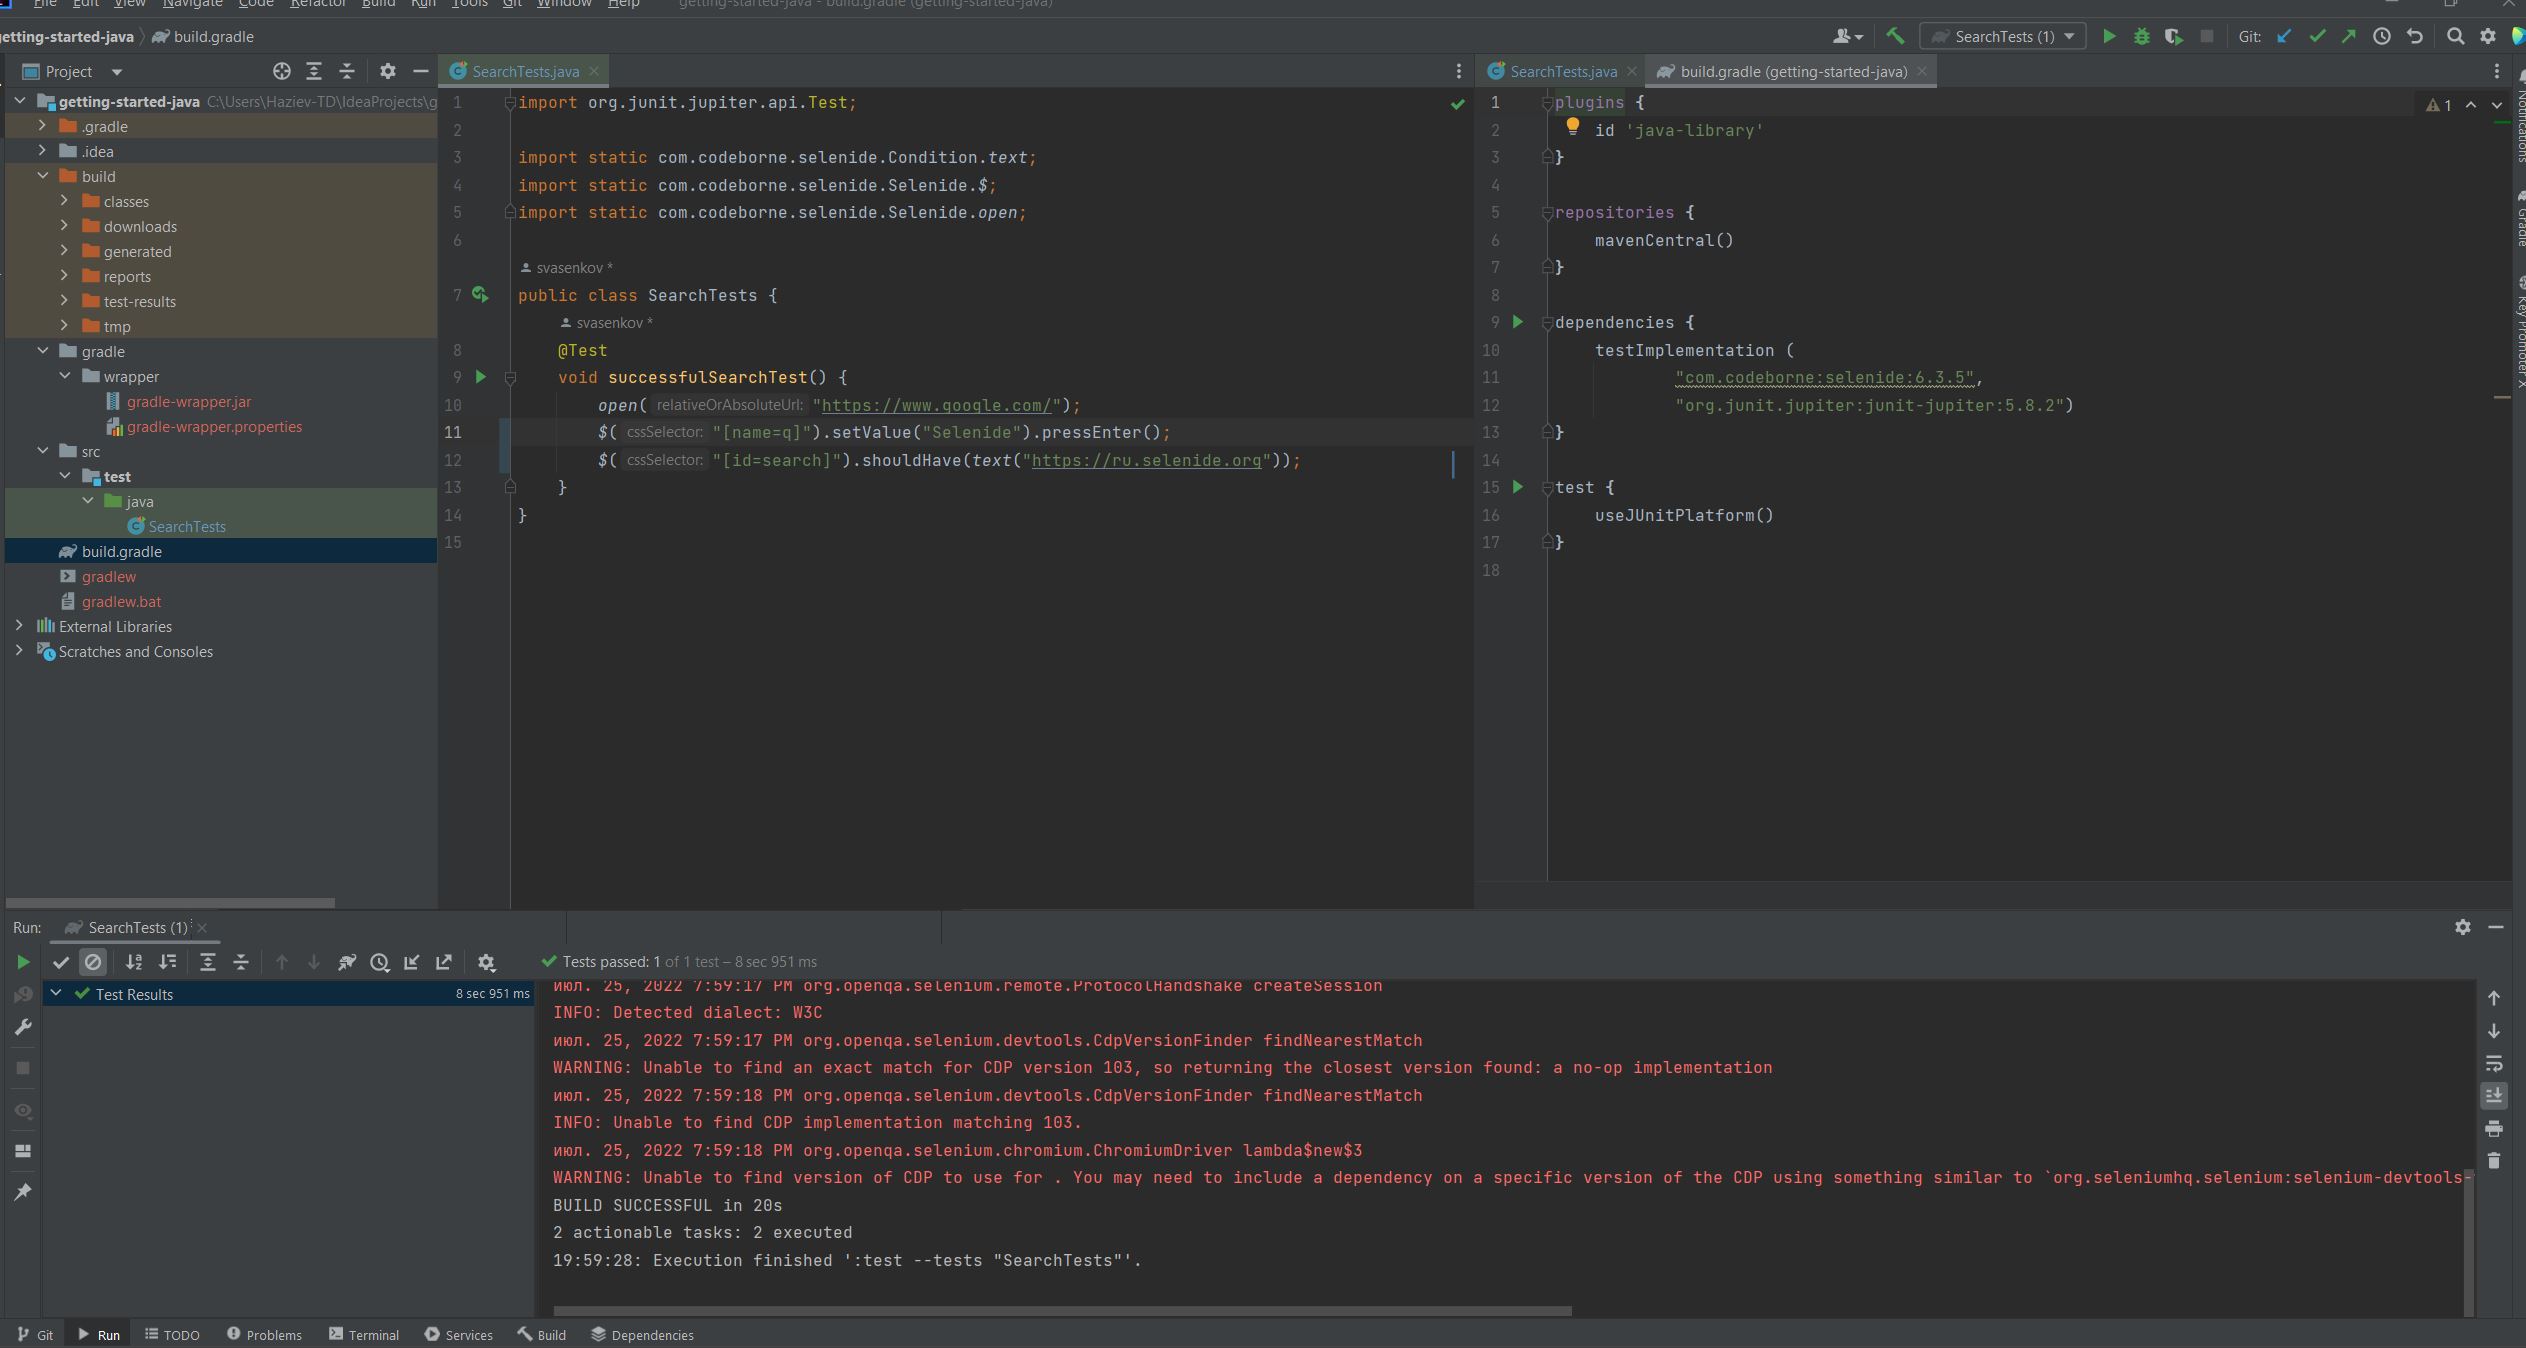 File Edit View Navigate Code Refactor Build Run Tools Git Window Help getting-started-java - build.gradle (getting-started-java)
getting-started-java build.gradle
SearchTests (1)
Git:
Project
getting-started-java C:\Users\Haziev-TD\IdeaProjects\g
.gradle
.idea
build
classes
downloads
generated
reports
test-results
tmp
gradle
wrapper
gradle-wrapper.jar
gradle-wrapper.properties
src
test
java
SearchTests
build.gradle
gradlew
gradlew.bat
External Libraries
Scratches and Consoles
SearchTests.java
1 import org.junit.jupiter.api.Test;
2
3 import static com.codeborne.selenide.Condition.text;
4 import static com.codeborne.selenide.Selenide.$;
5 import static com.codeborne.selenide.Selenide.open;
6
svasenkov *
7 public class SearchTests {
svasenkov *
8 @Test
9 void successfulSearchTest() {
10 open( relativeOrAbsoluteUrl: "https://www.google.com/");
11 $( cssSelector: "[name=q]").setValue("Selenide").pressEnter();
12 $( cssSelector: "[id=search]").shouldHave(text("https://ru.selenide.org"));
13 }
14 }
15
SearchTests.java build.gradle (getting-started-java)
1 plugins {
1
2 id 'java-library'
3 }
4
5 repositories {
6 mavenCentral()
7 }
8
9 dependencies {
10 testImplementation (
11 "com.codeborne:selenide:6.3.5",
12 "org.junit.jupiter:junit-jupiter:5.8.2")
13 }
14
15 test {
16 useJUnitPlatform()
17 }
18
Notifications
Gradle
Key Promoter X
Run: SearchTests (1)
Tests passed: 1 of 1 test – 8 sec 951 ms
Test Results 8 sec 951 ms
июл. 25, 2022 7:59:17 PM org.openqa.selenium.remote.ProtocolHandshake createSession
INFO: Detected dialect: W3C
июл. 25, 2022 7:59:17 PM org.openqa.selenium.devtools.CdpVersionFinder findNearestMatch
WARNING: Unable to find an exact match for CDP version 103, so returning the closest version found: a no-op implementation
июл. 25, 2022 7:59:18 PM org.openqa.selenium.devtools.CdpVersionFinder findNearestMatch
INFO: Unable to find CDP implementation matching 103.
июл. 25, 2022 7:59:18 PM org.openqa.selenium.chromium.ChromiumDriver lambda$new$3
WARNING: Unable to find version of CDP to use for . You may need to include a dependency on a specific version of the CDP using something similar to `org.seleniumhq.selenium:selenium-devtools-
BUILD SUCCESSFUL in 20s
2 actionable tasks: 2 executed
19:59:28: Execution finished ':test --tests "SearchTests"'.
Git Run TODO Problems Terminal Services Build Dependencies